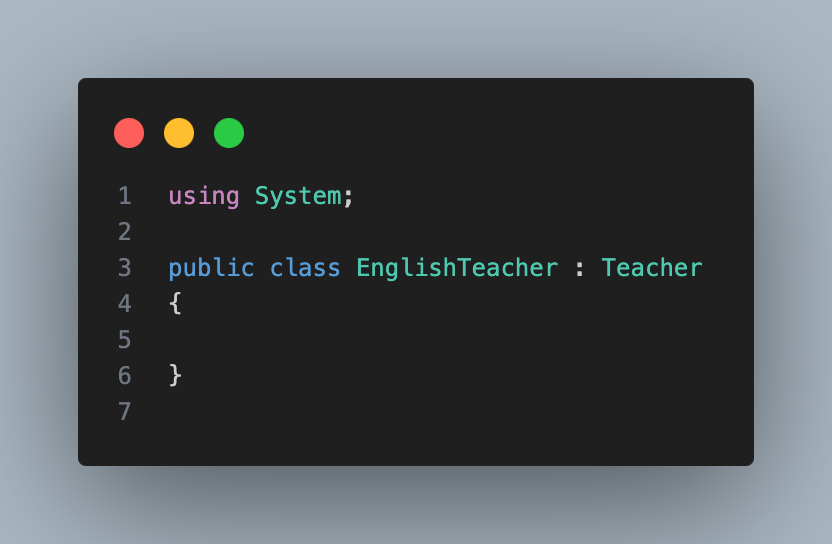 1 using System;
2
3 public class EnglishTeacher : Teacher
4 {
5
6 }
7